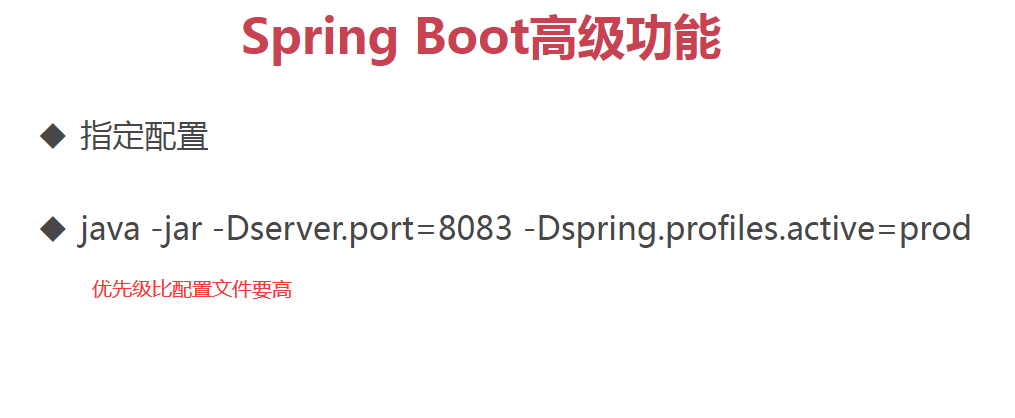 Spring Boot高级功能
◆ 指定配置
◆ java -jar -Dserver.port=8083 -Dspring.profiles.active=prod
优先级比配置文件要高